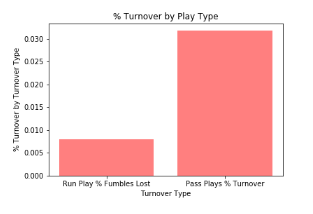 % Turnover by Play Type
% Turnover by Turnover Type
0.030
0.025
0.020
0.015
0.010
0.005
0.000
Run Play % Fumbles Lost
Pass Plays % Turnover
Turnover Type